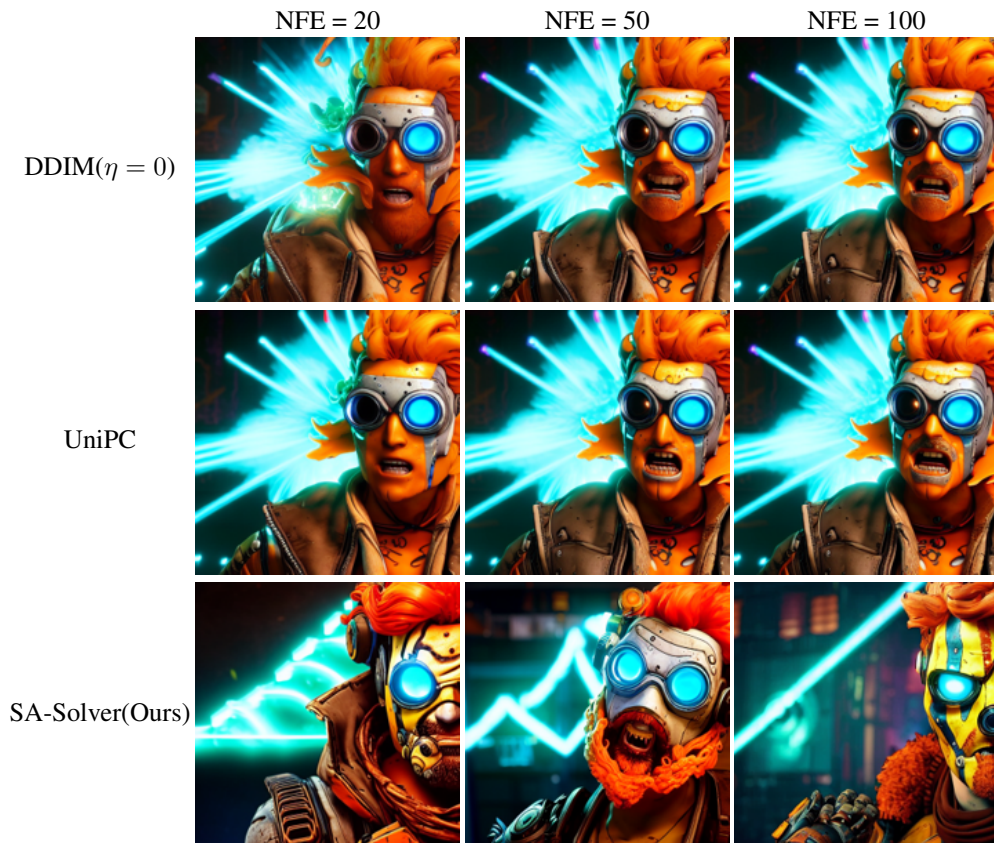 NFE = 20 NFE = 50 NFE = 100
DDIM(η = 0)
UniPC
SA-Solver(Ours)